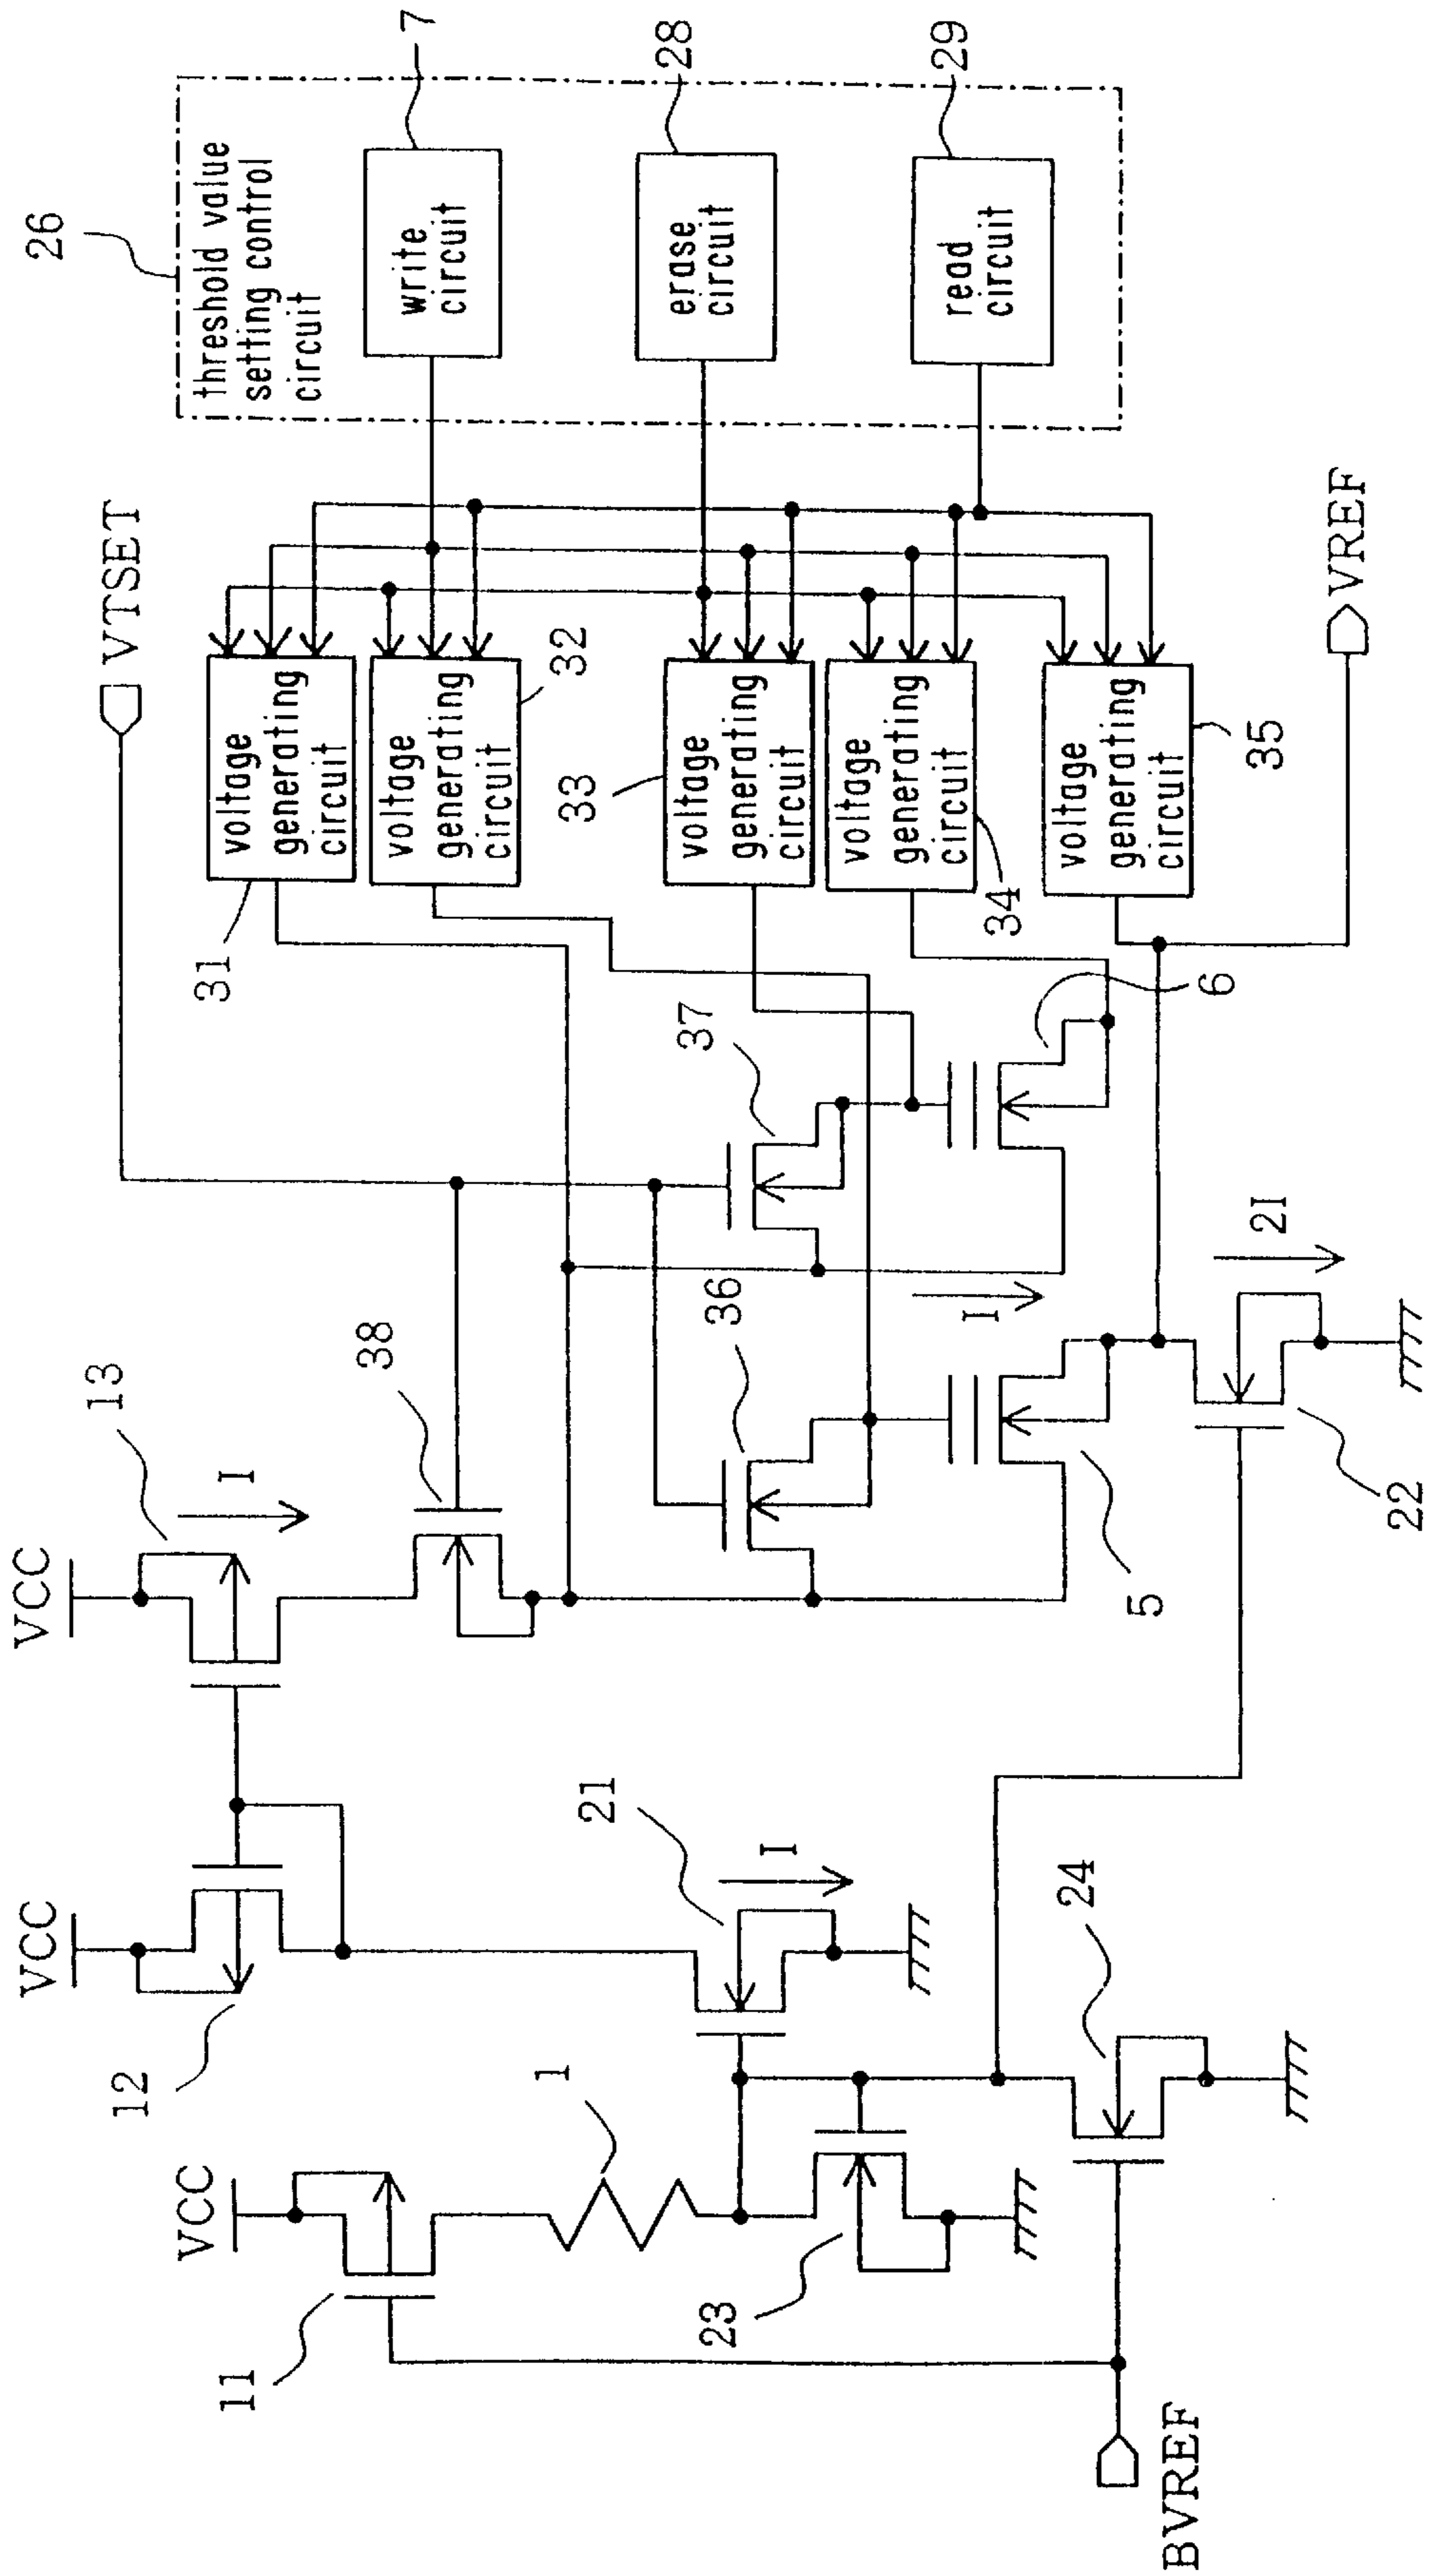 VCC
11
1
23
BVREF
VCC
12
21
I
24
VCC
13
I
38
36
5
22
I
2I
37
6
VTSET
31
voltage
generating
circuit
32
voltage
generating
circuit
33
voltage
generating
circuit
34
voltage
generating
circuit
35
voltage
generating
circuit
VREF
26
threshold value
setting control
circuit
7
write
circuit
28
erase
circuit
29
read
circuit